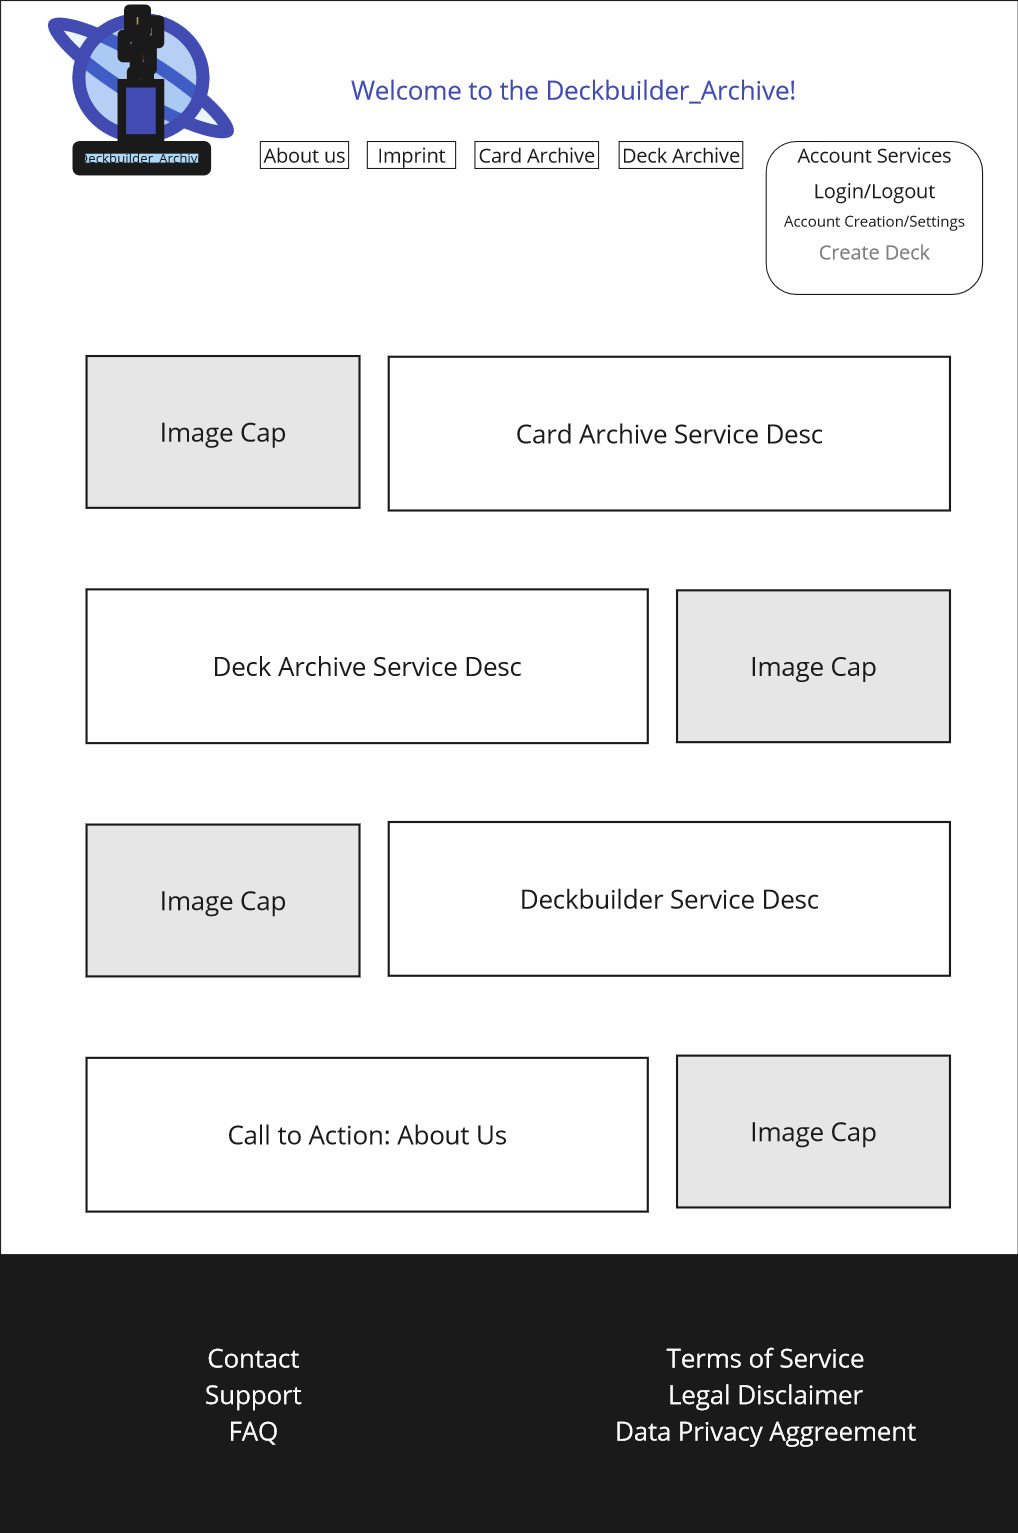 Welcome to the Deckbuilder_Archive!
Deckbuilder_Archive
About us
Imprint
Card Archive
Deck Archive
Account Services
Login/Logout
Account Creation/Settings
Create Deck
Image Cap
Card Archive Service Desc
Deck Archive Service Desc
Image Cap
Image Cap
Deckbuilder Service Desc
Call to Action: About Us
Image Cap
Contact
Support
FAQ
Terms of Service
Legal Disclaimer
Data Privacy Aggreement